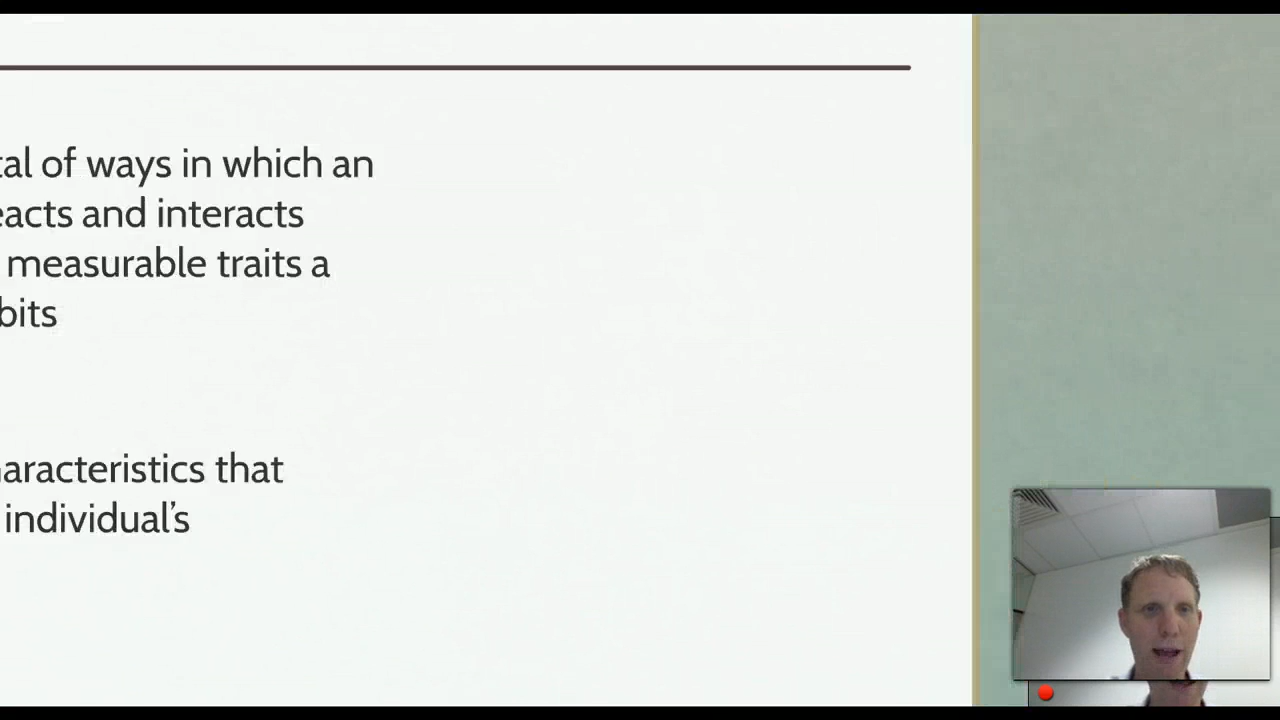 tal of ways in which an
eacts and interacts
measurable traits a
bits
aracteristics that
individual's